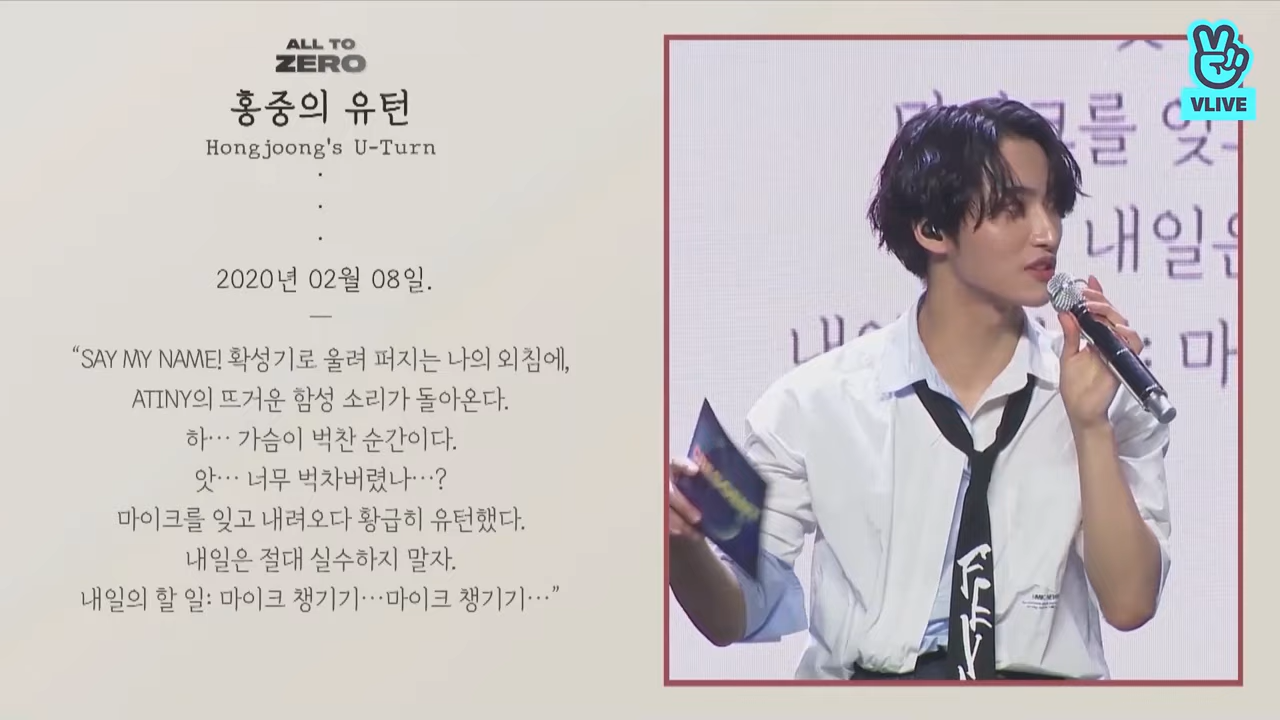 ALL TO
ZERO
홍중의 유턴
Hongjoong's U-Turn
2020년 02월 08일.
“SAY MY NAME! 확성기로 울려 퍼지는 나의 외침에,
ATINY의 뜨거운 함성 소리가 돌아온다.
하… 가슴이 벅찬 순간이다.
앗… 너무 벅차버렸나…?
마이크를 잊고 내려오다 황급히 유턴했다.
내일은 절대 실수하지 말자.
내일의 할 일: 마이크 챙기기…마이크 챙기기…”
VLIVE
내일은